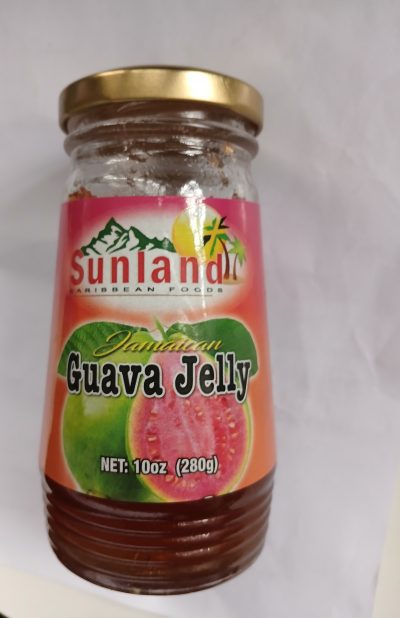 Sunland
CARIBBEAN FOODS
Jamaican
Guava Jelly
NET: 10oz (280g)